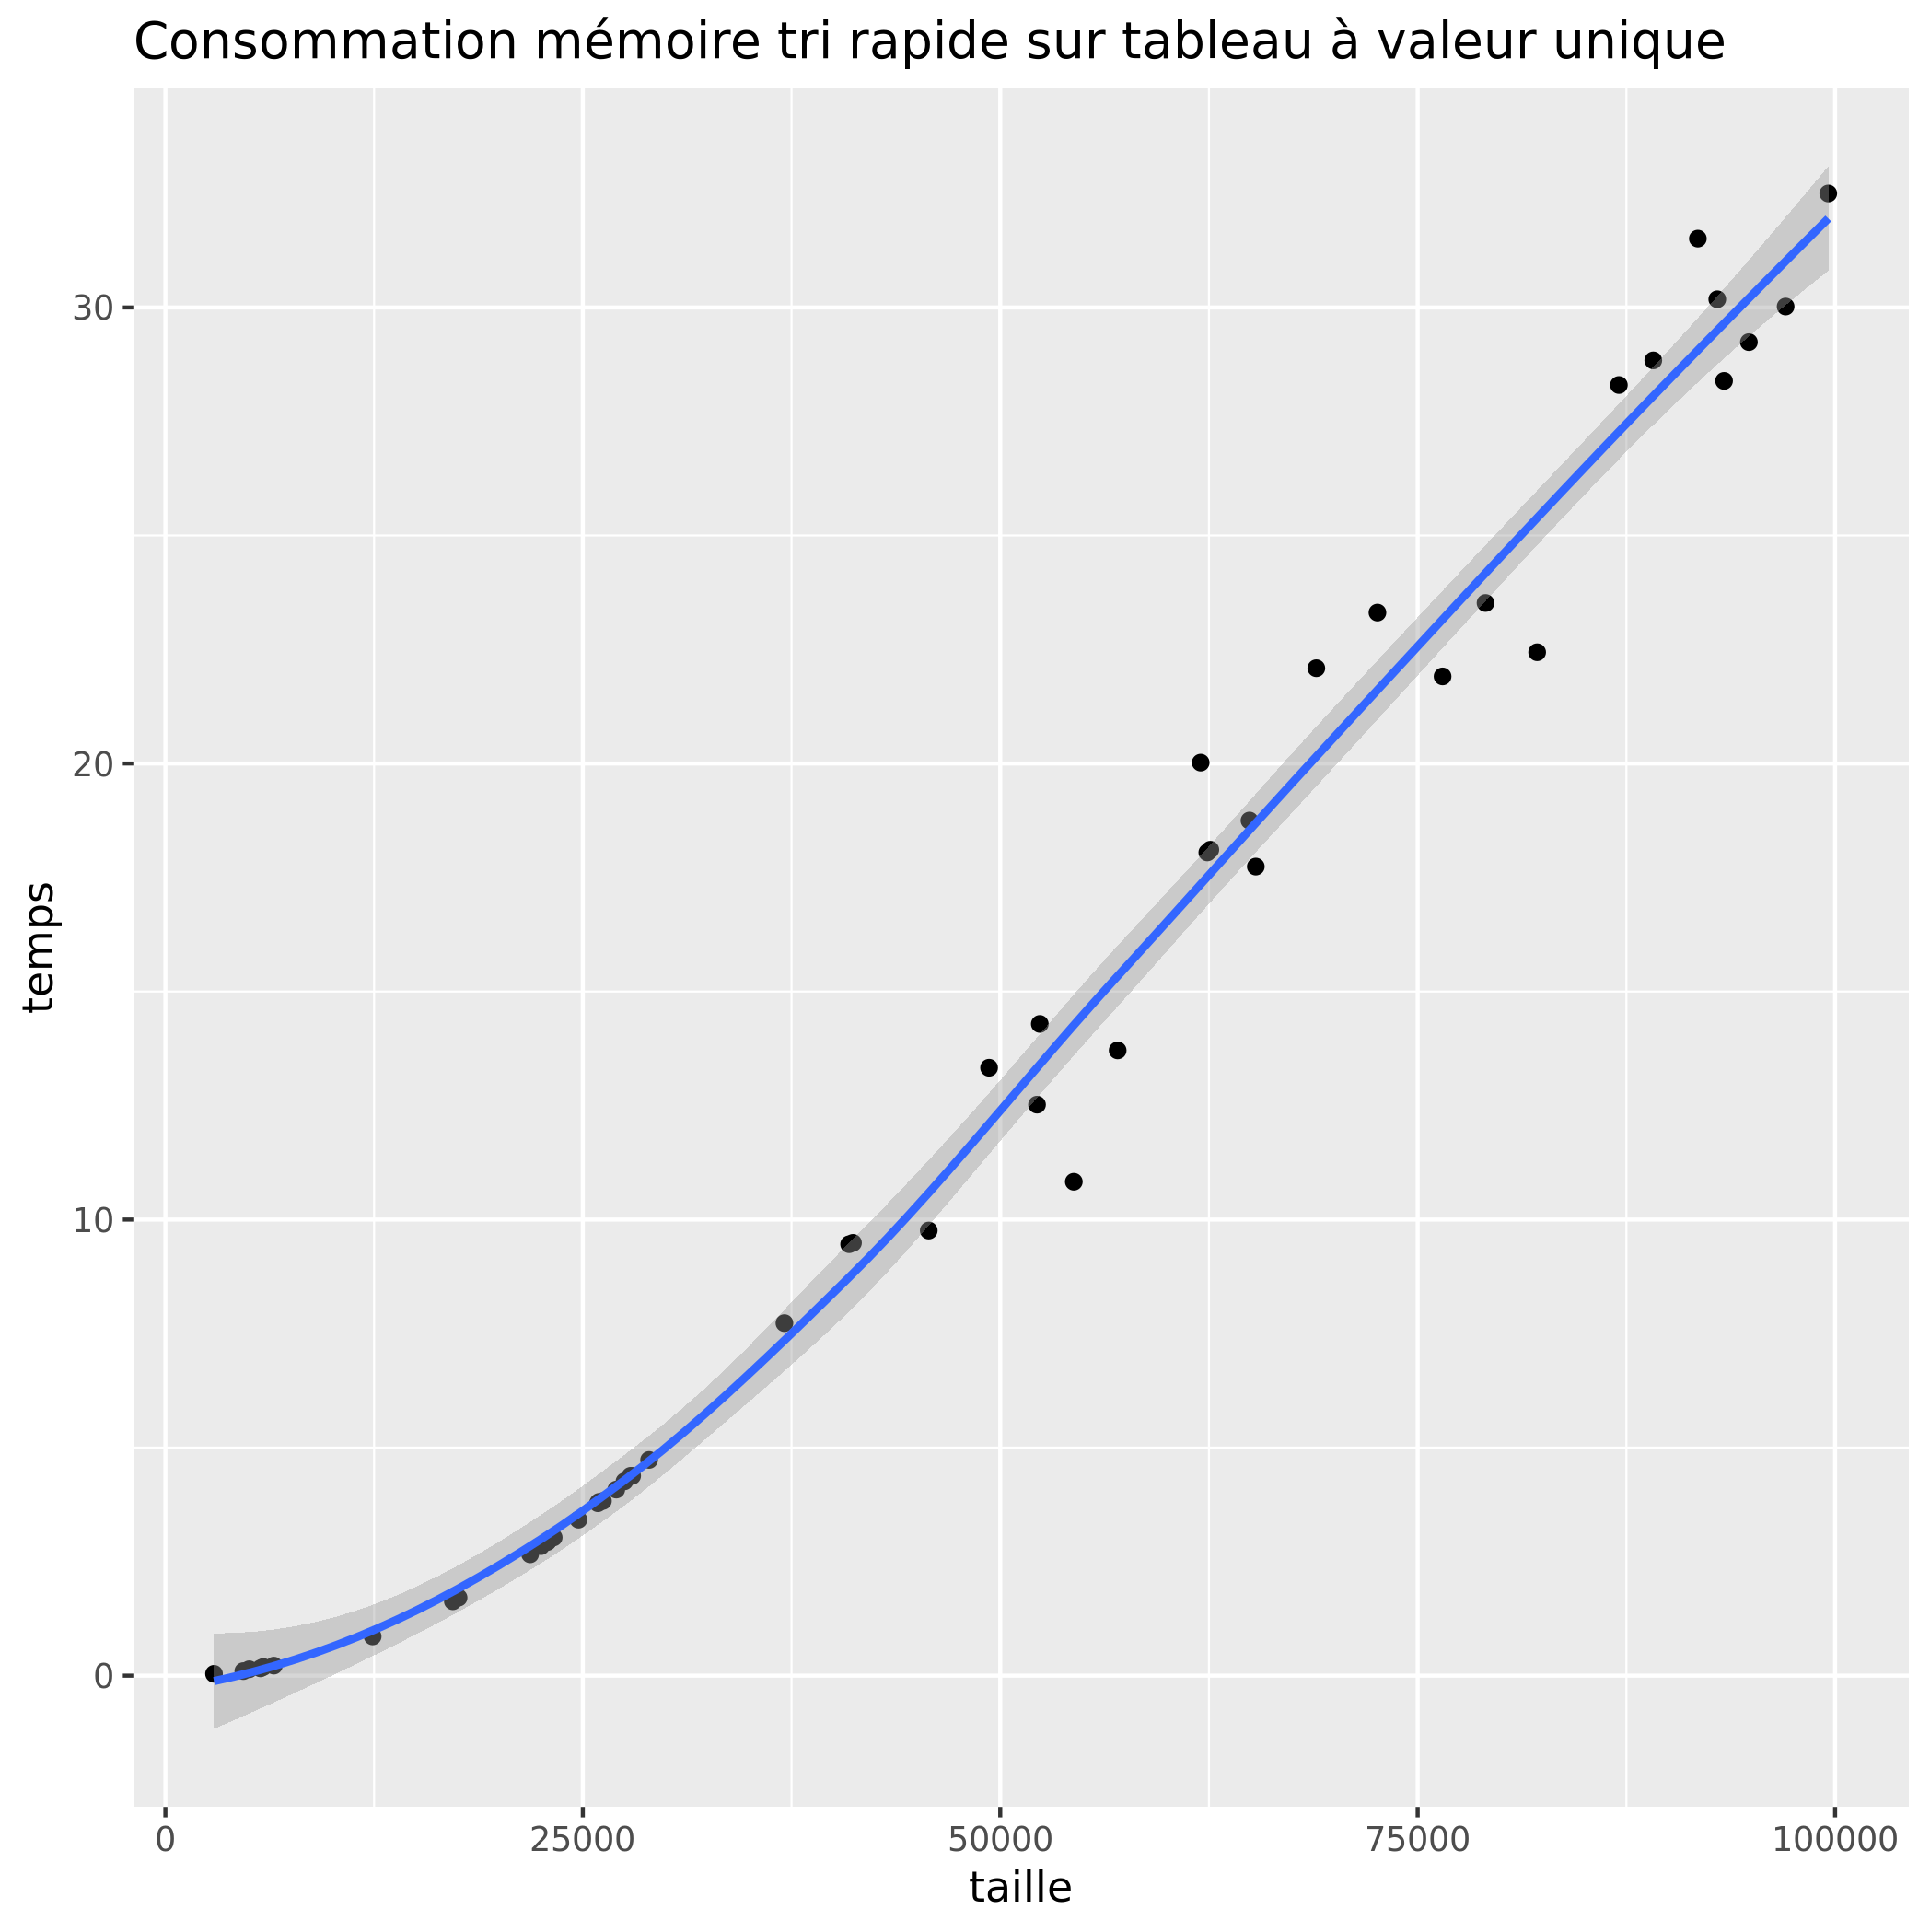 Consommation mémoire tri rapide sur tableau à valeur unique
30
20
10
0
temps
0 25000 50000 75000 100000
taille